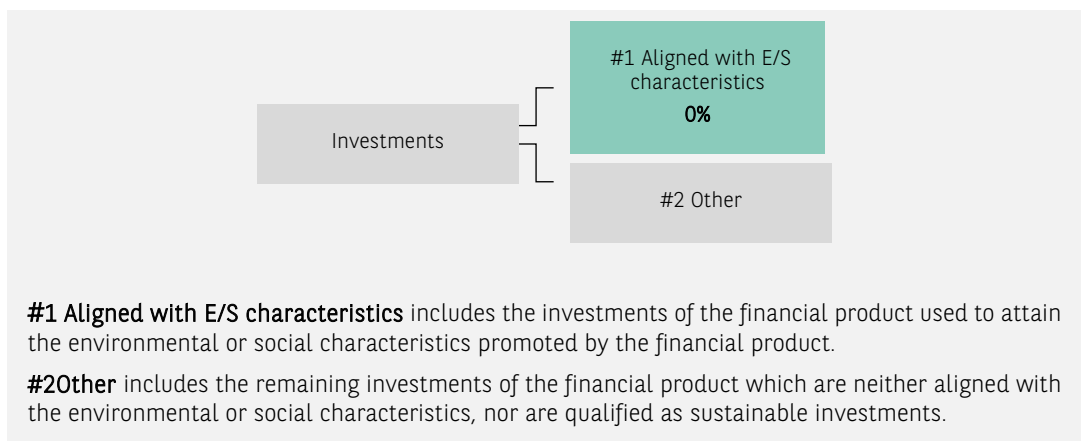 #1 Aligned with E/S
characteristics
0%
Investments
#2 Other
#1 Aligned with E/S characteristics includes the investments of the financial product used to attain
the environmental or social characteristics promoted by the financial product.
#2Other includes the remaining investments of the financial product which are neither aligned with
the environmental or social characteristics, nor are qualified as sustainable investments.